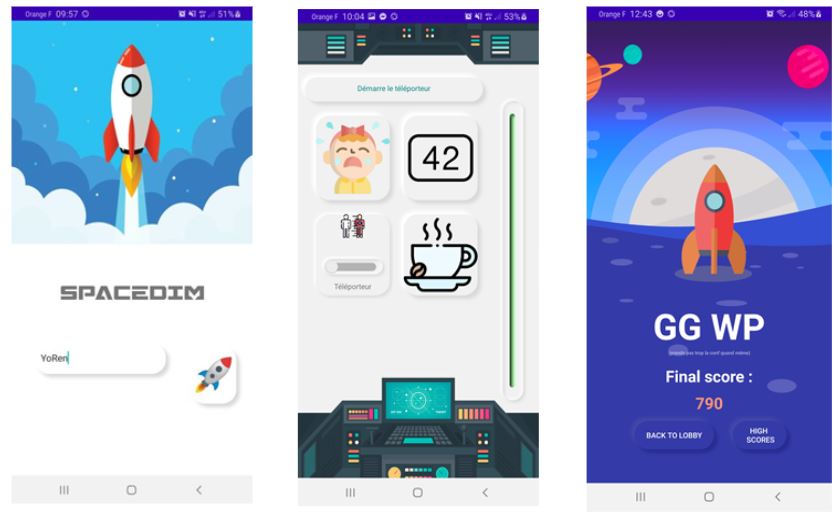 Orange F 09:57
51%
SPACEDIM
YoRen
Orange F 10:04
53%
Démarre le téléporteur
42
Téléporteur
Orange F 12:43
48%
GG WP
Final score :
790
BACK TO LOBBY
HIGH
SCORES